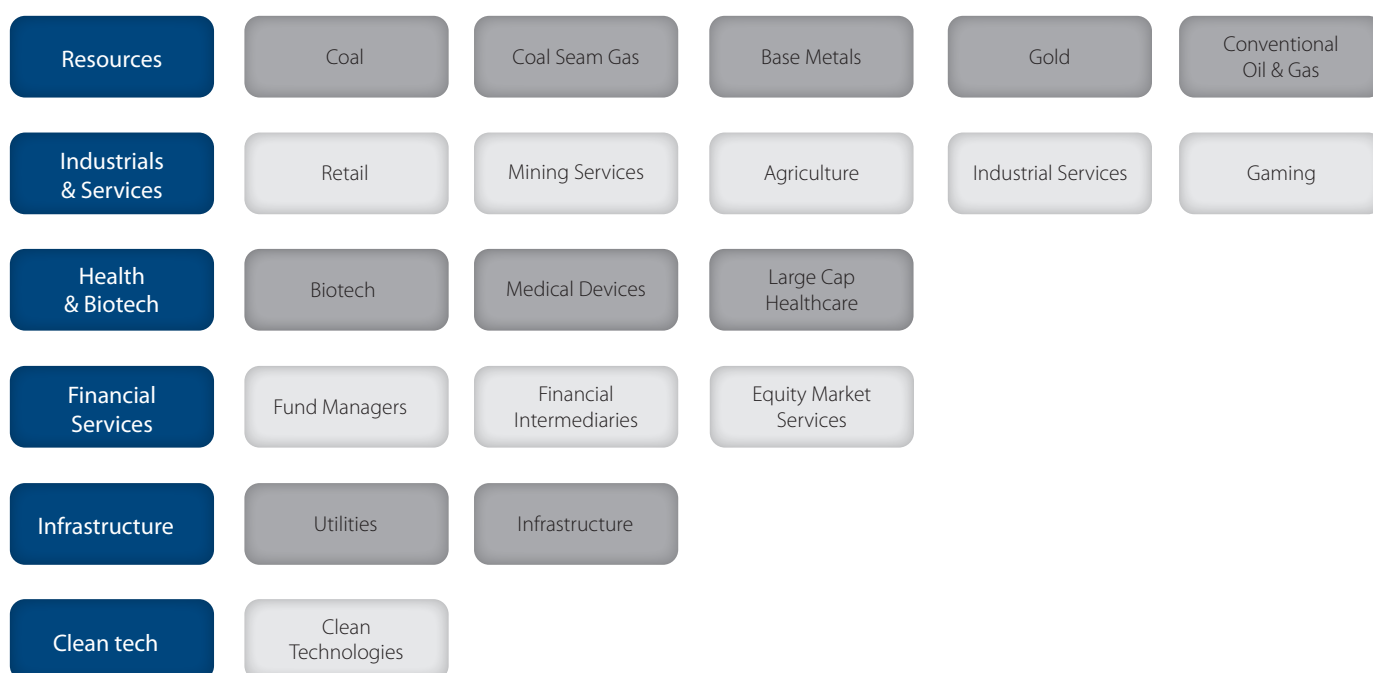 Resources
Coal
Coal Seam Gas
Base Metals
Gold
Conventional
Oil & Gas
Industrials
& Services
Retail
Mining Services
Agriculture
Industrial Services
Gaming
Health
& Biotech
Biotech
Medical Devices
Large Cap
Healthcare
Financial
Services
Fund Managers
Financial
Intermediaries
Equity Market
Services
Infrastructure
Utilities
Infrastructure
Clean tech
Clean
Technologies